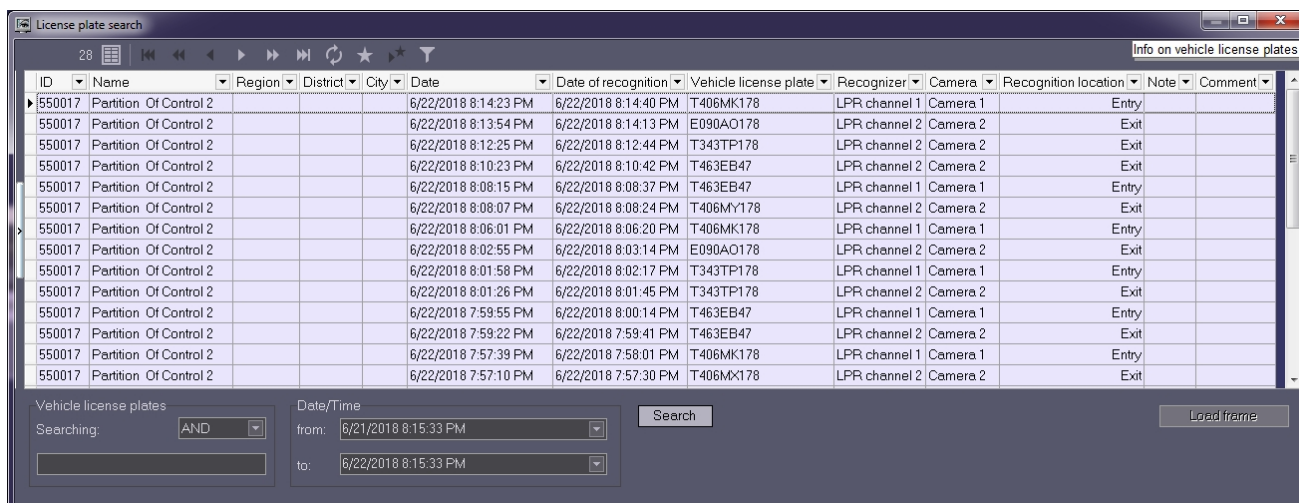 License plate search
28
Info on vehicle license plates
ID Name Region District City Date Date of recognition Vehicle license plate Recognizer Camera Recognition location Note Comment
550017 Partition Of Control 2 6/22/2018 8:14:23 PM 6/22/2018 8:14:40 PM T406MK178 LPR channel 1 Camera 1 Entry
550017 Partition Of Control 2 6/22/2018 8:13:54 PM 6/22/2018 8:14:13 PM E090AO178 LPR channel 2 Camera 2 Exit
550017 Partition Of Control 2 6/22/2018 8:12:25 PM 6/22/2018 8:12:44 PM T343TP178 LPR channel 2 Camera 2 Exit
550017 Partition Of Control 2 6/22/2018 8:10:23 PM 6/22/2018 8:10:42 PM T463EB47 LPR channel 2 Camera 2 Exit
550017 Partition Of Control 2 6/22/2018 8:08:15 PM 6/22/2018 8:08:37 PM T463EB47 LPR channel 1 Camera 1 Entry
550017 Partition Of Control 2 6/22/2018 8:08:07 PM 6/22/2018 8:08:24 PM T406MY178 LPR channel 2 Camera 2 Exit
550017 Partition Of Control 2 6/22/2018 8:06:01 PM 6/22/2018 8:06:20 PM T406MK178 LPR channel 1 Camera 1 Entry
550017 Partition Of Control 2 6/22/2018 8:02:55 PM 6/22/2018 8:03:14 PM E090AO178 LPR channel 2 Camera 2 Exit
550017 Partition Of Control 2 6/22/2018 8:01:58 PM 6/22/2018 8:02:17 PM T343TP178 LPR channel 1 Camera 1 Entry
550017 Partition Of Control 2 6/22/2018 8:01:26 PM 6/22/2018 8:01:45 PM T343TP178 LPR channel 2 Camera 2 Exit
550017 Partition Of Control 2 6/22/2018 7:59:55 PM 6/22/2018 8:00:14 PM T463EB47 LPR channel 1 Camera 1 Entry
550017 Partition Of Control 2 6/22/2018 7:59:22 PM 6/22/2018 7:59:41 PM T463EB47 LPR channel 2 Camera 2 Exit
550017 Partition Of Control 2 6/22/2018 7:57:39 PM 6/22/2018 7:58:01 PM T406MK178 LPR channel 1 Camera 1 Entry
550017 Partition Of Control 2 6/22/2018 7:57:10 PM 6/22/2018 7:57:30 PM T406MX178 LPR channel 2 Camera 2 Exit
Vehicle license plates Date/Time
Searching: AND from: 6/21/2018 8:15:33 PM Search Load frame
to: 6/22/2018 8:15:33 PM